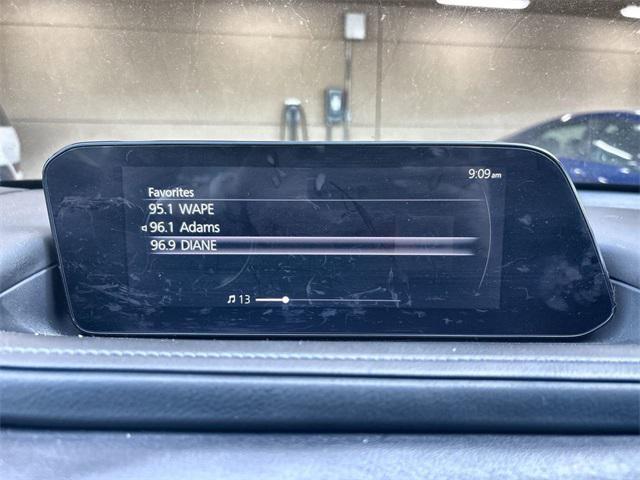 9:09am
Favorites
95.1 WAPE
96.1 Adams
96.9 DIANE
13